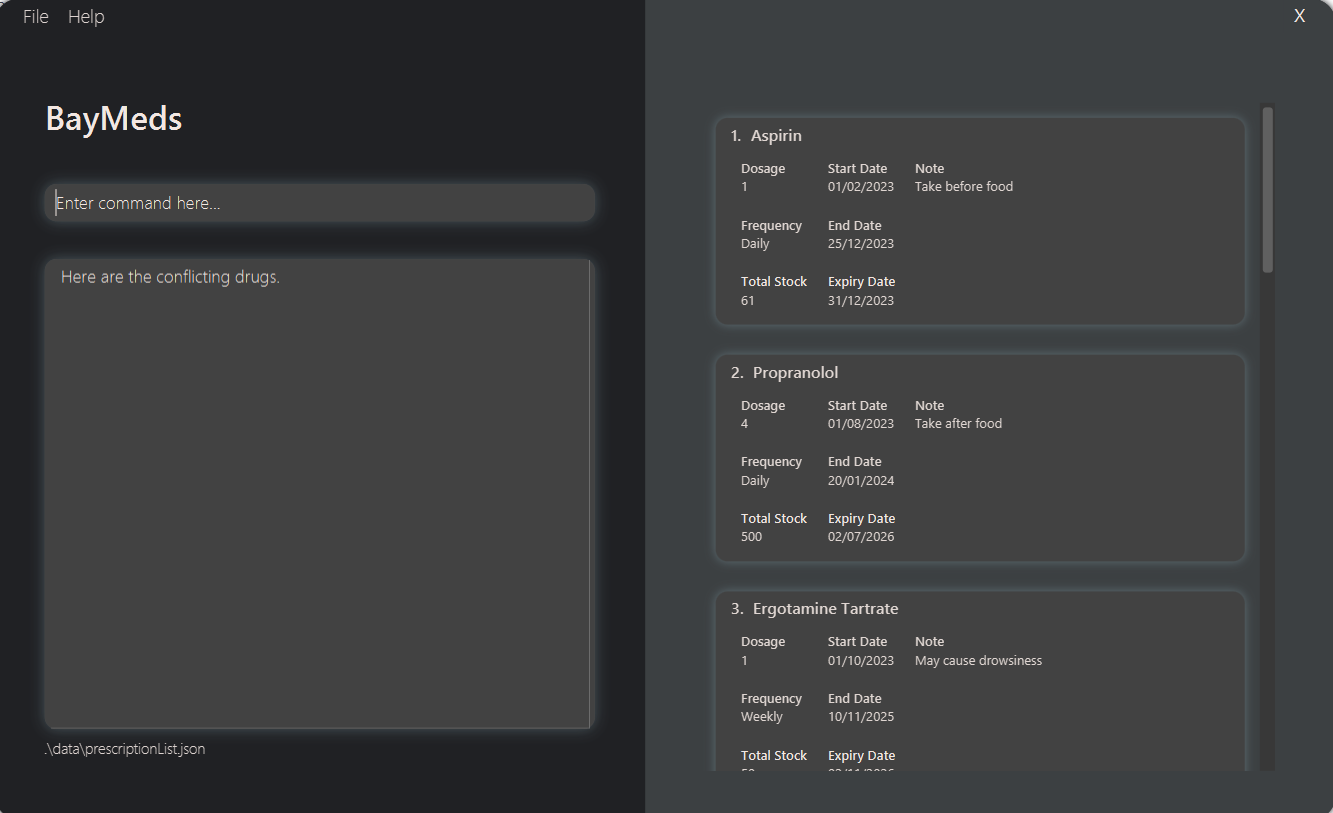 File Help X
BayMeds
Enter command here...
Here are the conflicting drugs.
.\data\prescriptionList.json
1. Aspirin
Dosage Start Date Note
1 01/02/2023 Take before food
Frequency End Date
Daily 25/12/2023
Total Stock Expiry Date
61 31/12/2023
2. Propranolol
Dosage Start Date Note
4 01/08/2023 Take after food
Frequency End Date
Daily 20/01/2024
Total Stock Expiry Date
500 02/07/2026
3. Ergotamine Tartrate
Dosage Start Date Note
1 01/10/2023 May cause drowsiness
Frequency End Date
Weekly 10/11/2025
Total Stock Expiry Date